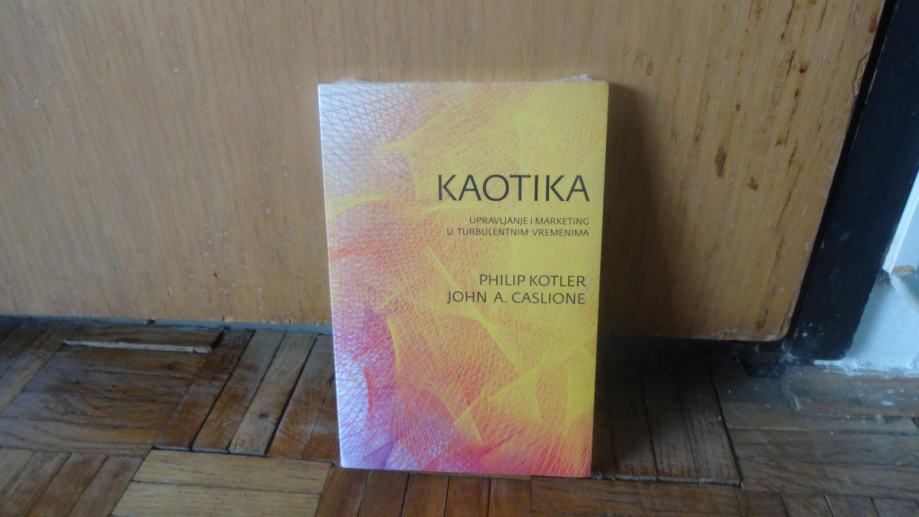 KAOTIKA
UPRAVLJANJE I MARKETING
U TURBULENTNIM VREMENIMA
PHILIP KOTLER
JOHN A. CASLIONE